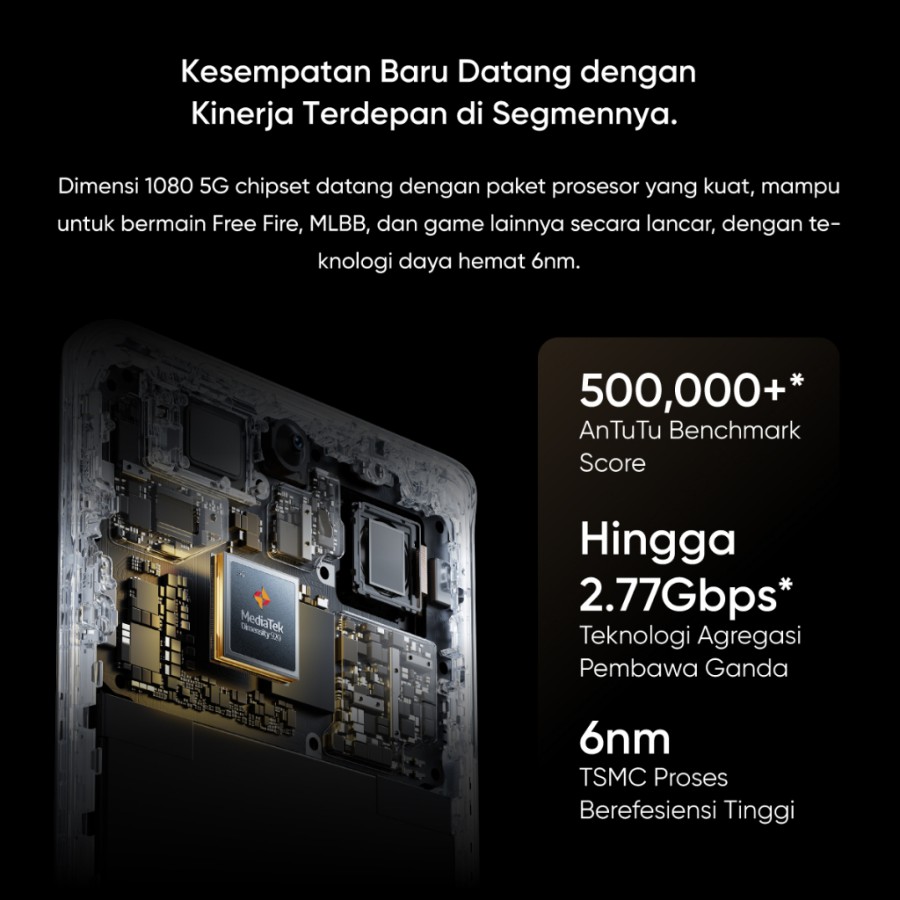 Kesempatan Baru Datang dengan
Kinerja Terdepan di Segmennya.
Dimensi 1080 5G chipset datang dengan paket prosesor yang kuat, mampu
untuk bermain Free Fire, MLBB, dan game lainnya secara lancar, dengan te-
knologi daya hemat 6nm.
500,000+*
AnTuTu Benchmark
Score
Hingga
2.77Gbps*
Teknologi Agregasi
Pembawa Ganda
6nm
TSMC Proses
Berefesiensi Tinggi
MediaTek
Dimensity 920